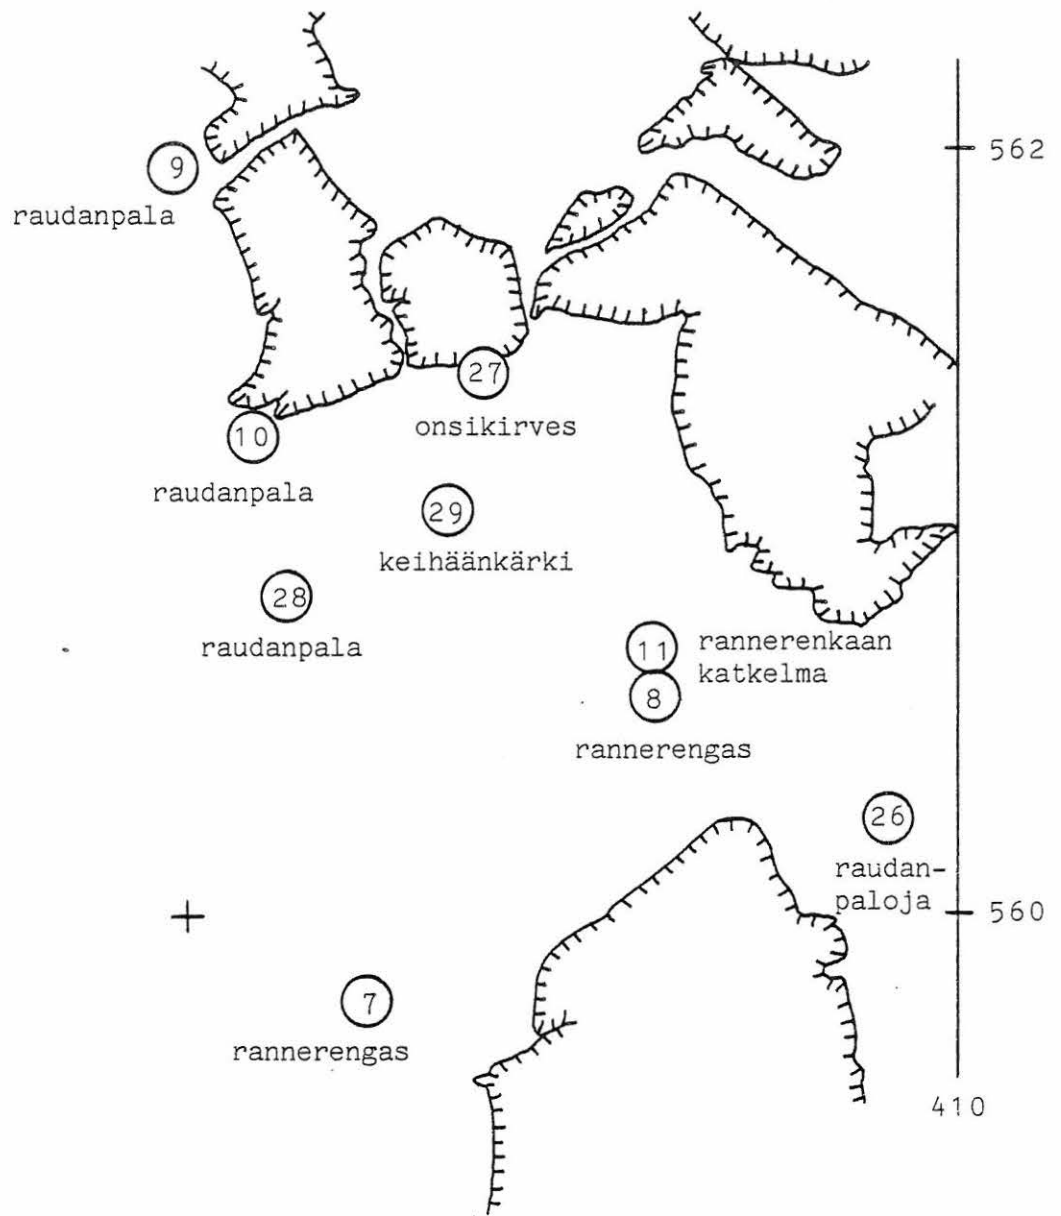 562
9
raudanpala
27
onsikirves
10
raudanpala
29
keihäänkärki
28
raudanpala
11
rannerenkaan
katkelma
8
rannerengas
26
raudan-
paloja
560
7
rannerengas
410